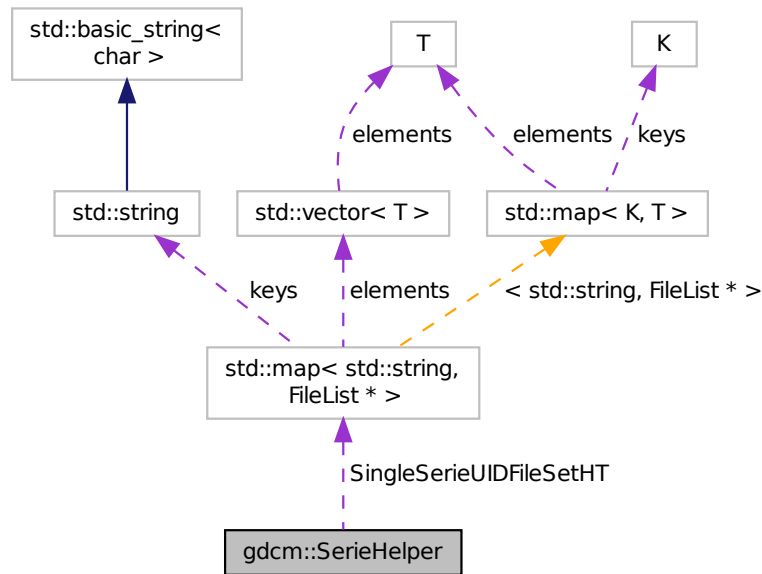 std::basic_string<
char >
T
K
elements
elements
keys
std::string
std::vector< T >
std::map< K, T >
keys
elements
< std::string, FileList * >
std::map< std::string,
FileList * >
SingleSerieUIDFileSetHT
gdcm::SerieHelper